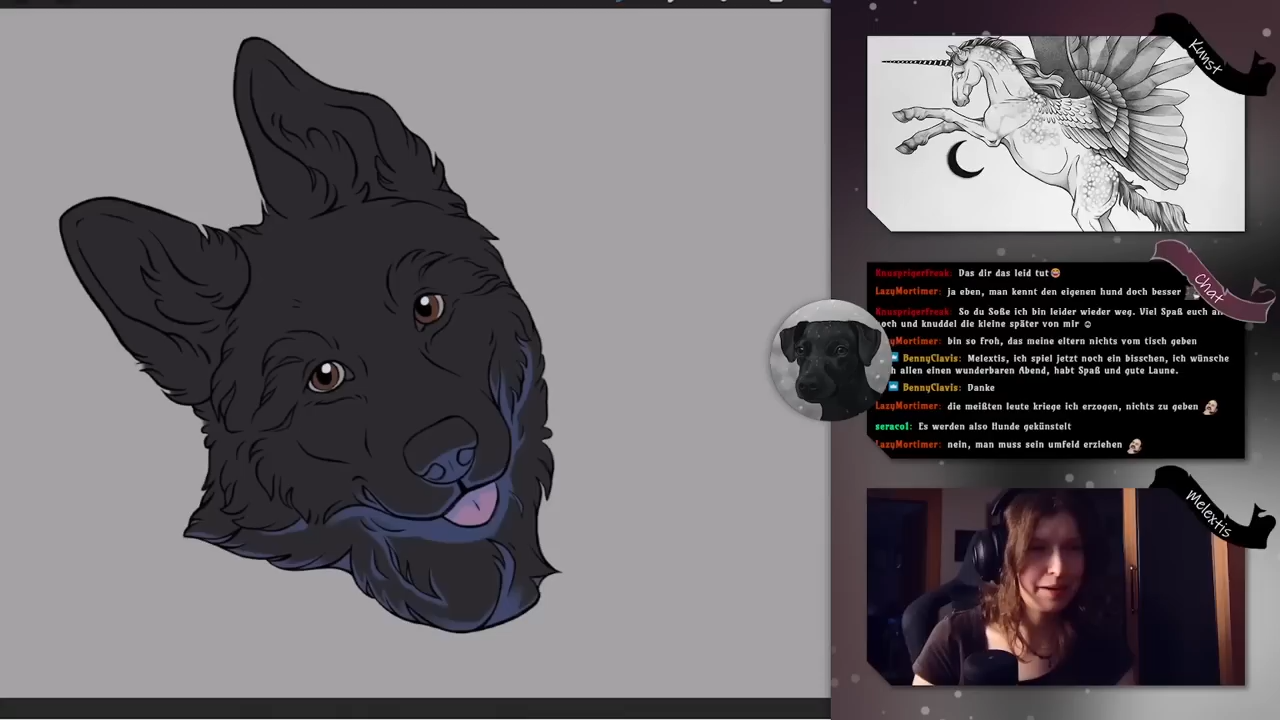 Kunst
Chat
Knusprigerfreak: Das dir das leid tut
LazyMortimer: ja eben, man kennt den eigenen hund doch besser
Knusprigerfreak: So du Soße ich bin leider wieder weg. Viel Spaß euch
och und knuddel die kleine später von mir
Mortimer: bin so froh, das meine eltern nichts vom tisch geben
BennyClavis: Melextis, ich spiel jetzt noch ein bisschen, ich wünsche
h allen einen wunderbaren Abend, habt Spaß und gute Laune.
BennyClavis: Danke
LazyMortimer: die meißten leute kriege ich erzogen, nichts zu geben
seraco1: Es werden also Hunde gekünstelt
LazyMortimer: nein, man muss sein umfeld erziehen
Melextis